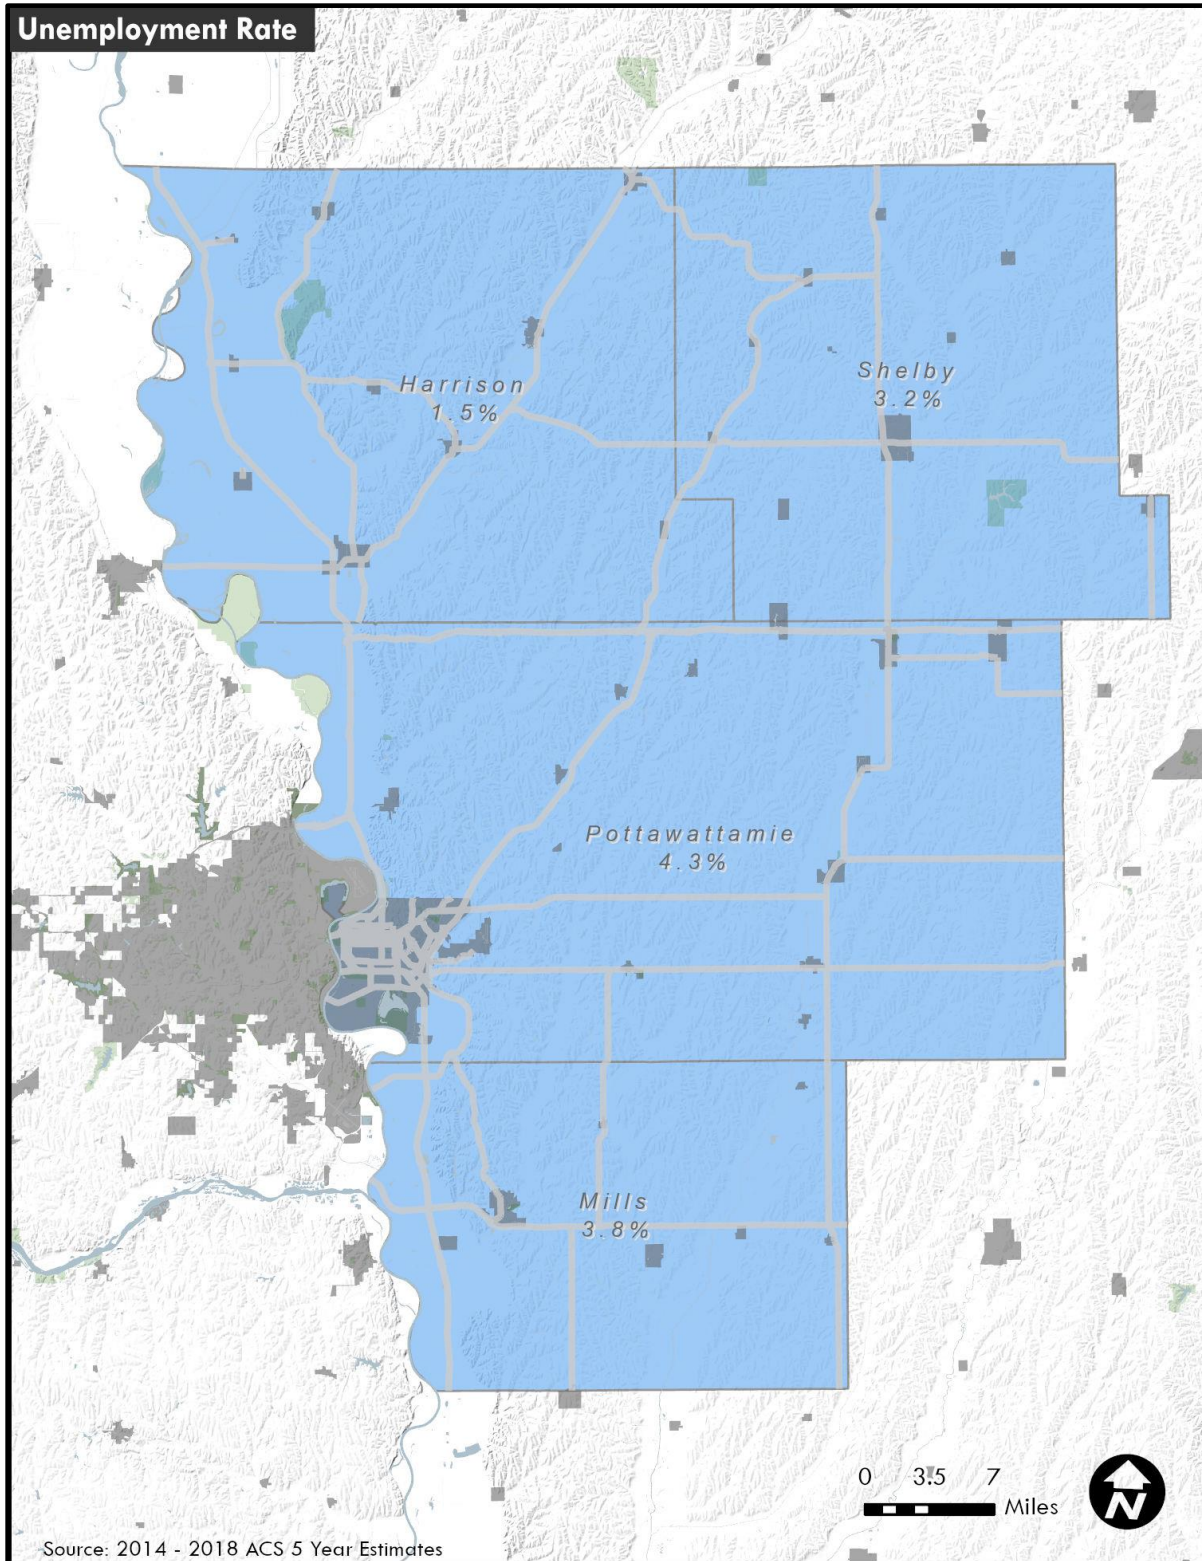 Unemployment Rate
Harrison
1.5%
Shelby
3.2%
Pottawattamie
4.3%
Mills
3.8%
0 3.5 7
Miles
N
Source: 2014 - 2018 ACS 5 Year Estimates